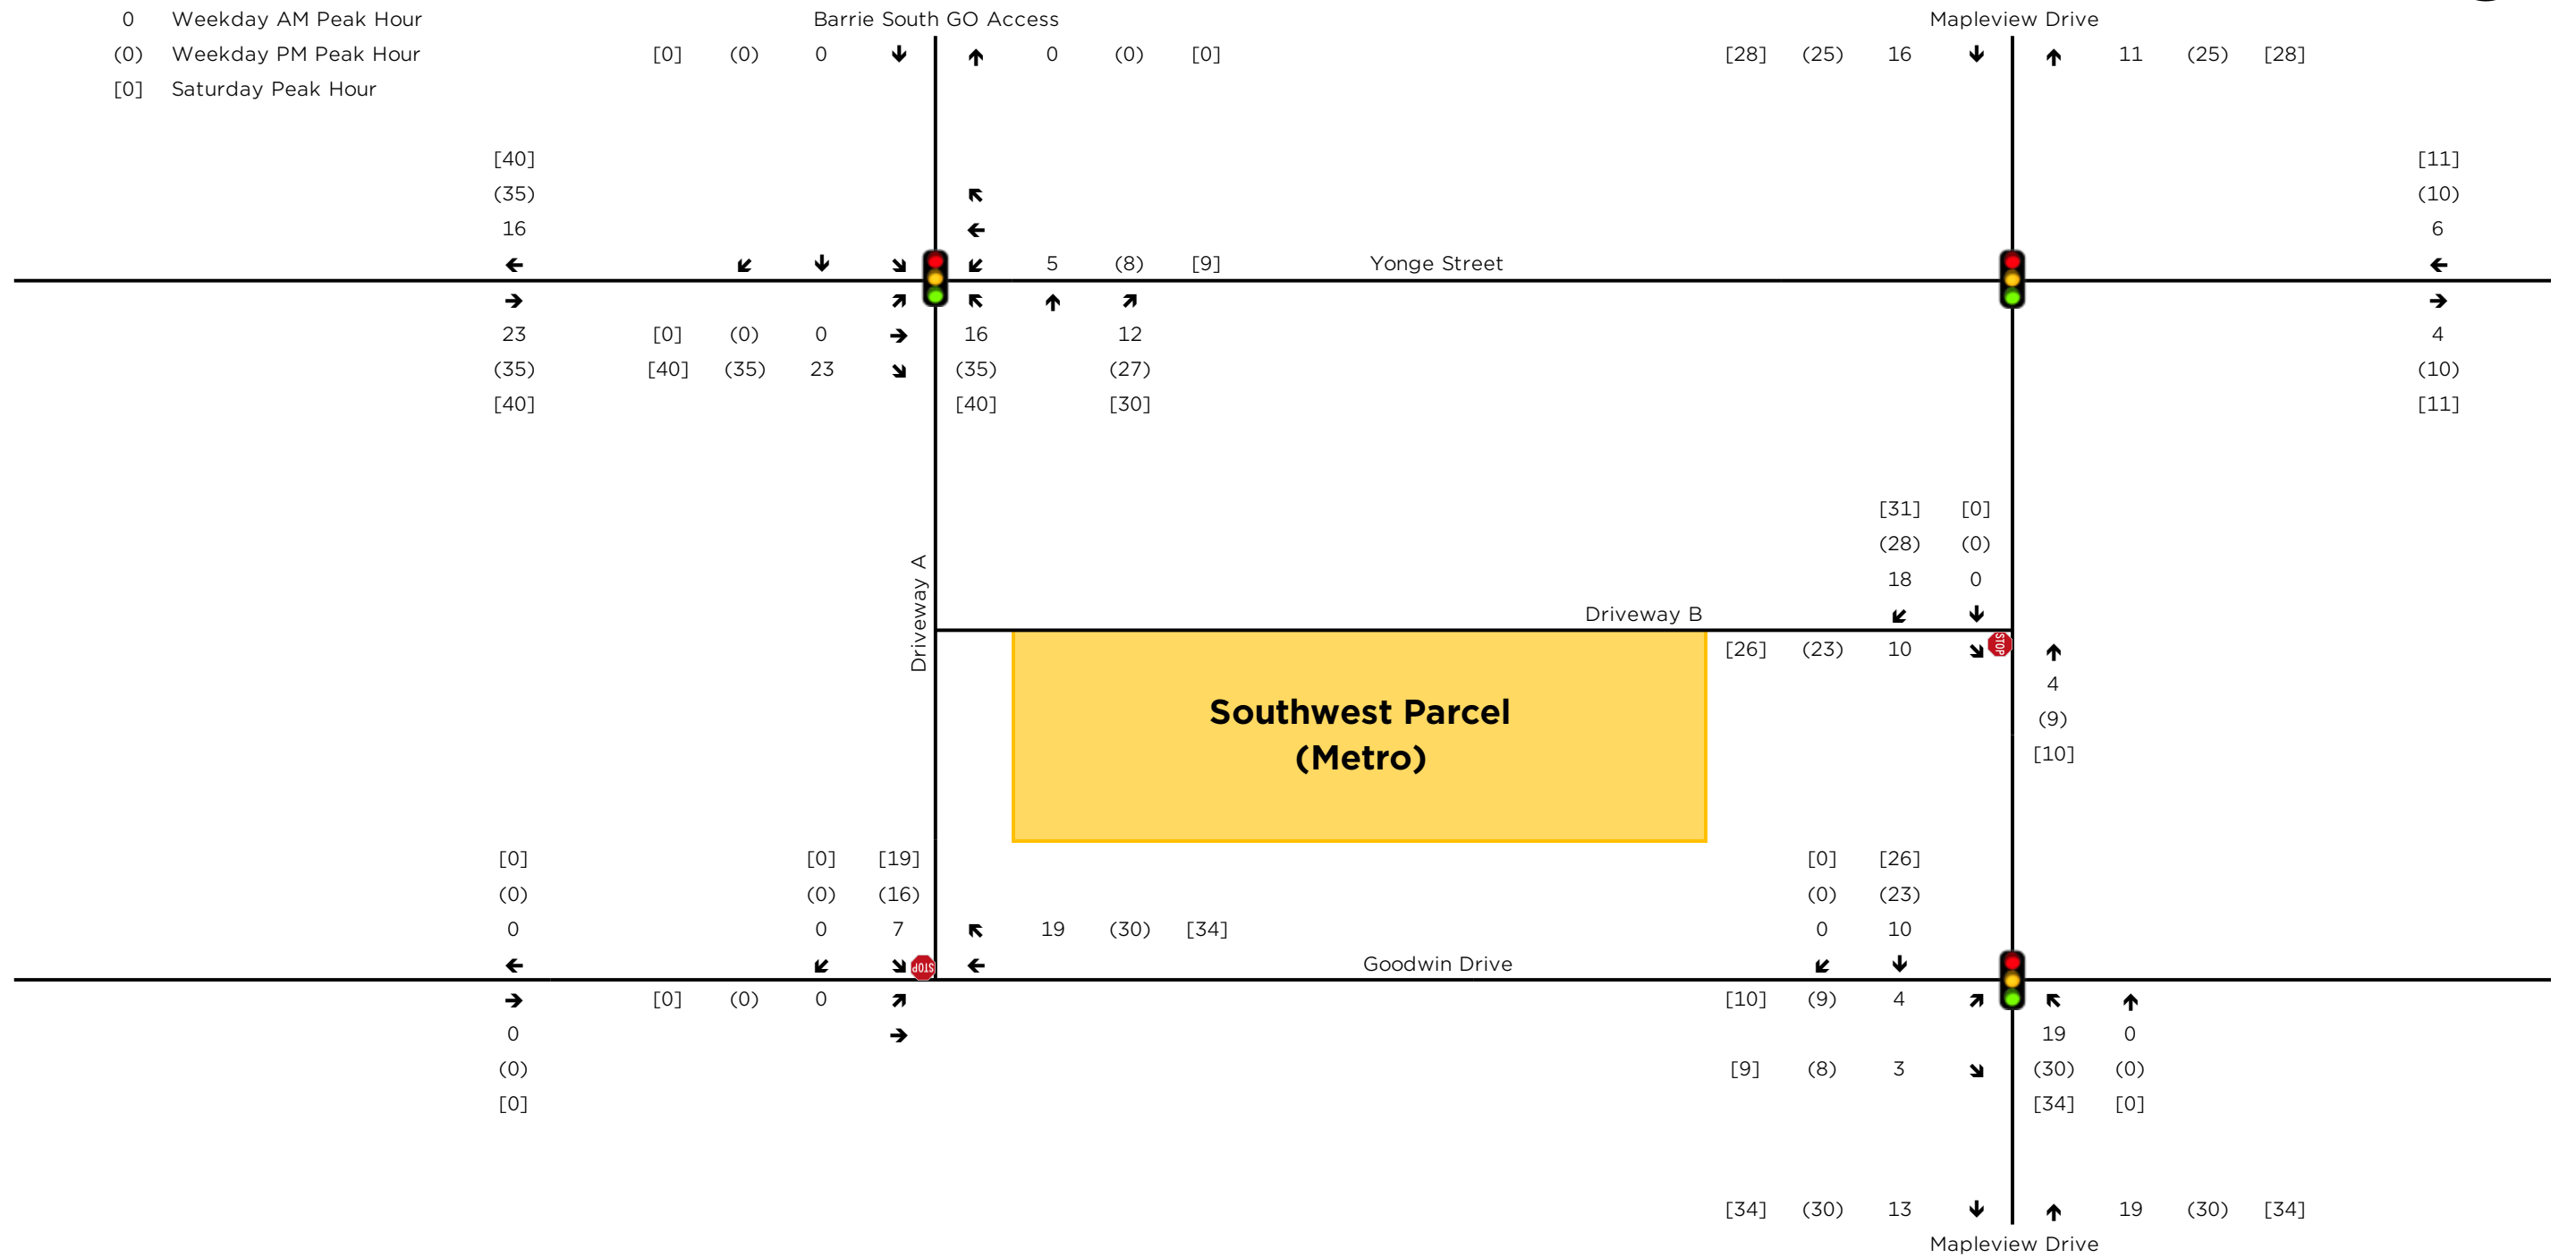 0 Weekday AM Peak Hour Barrie South GO Access Mapleview Drive
(0) Weekday PM Peak Hour [0] (0) 0 0 (0) [0] [28] (25) 16 11 (25) [28]
[0] Saturday Peak Hour
[40] [11]
(35) (10)
16 6
5 (8) [9] Yonge Street
23 [0] (0) 0 16 12 4
(35) [40] (35) 23 (35) (27) (10)
[40] [40] [30] [11]
[31] [0]
(28) (0)
18 0
Driveway A
Driveway B
STOP
[26] (23) 10
4
(9)
[10]
Southwest Parcel
(Metro)
[0] [0] [19] [0] [26]
(0) (0) (16) (0) (23)
0 0 7 19 (30) [34] 0 10
STOP Goodwin Drive
[0] (0) 0 [10] (9) 4
0 19 0
(0) [9] (8) 3 (30) (0)
[0] [34] [0]
[34] (30) 13 19 (30) [34]
Mapleview Drive